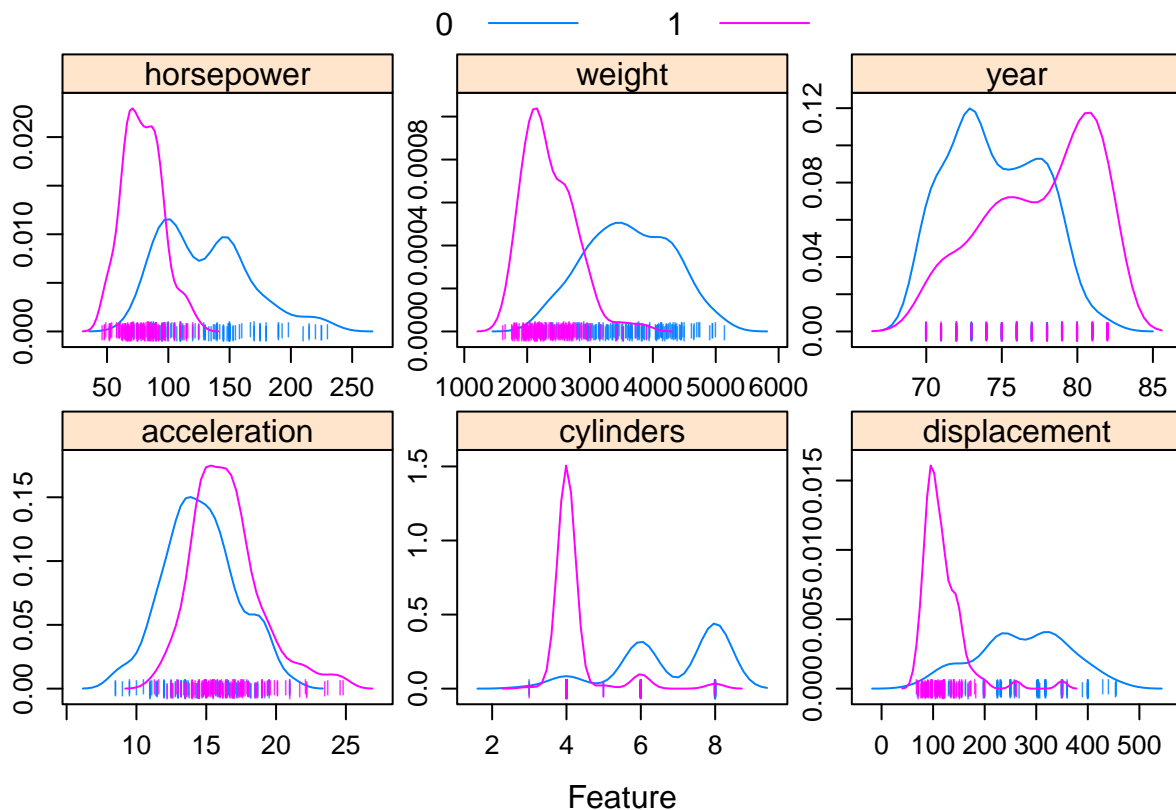 0 1
horsepower weight year
0.000 0.010 0.020
50 100 150 200 250
0.0000 0.0004 0.0008
1000 2000 3000 4000 5000 6000
0.00 0.04 0.08 0.12
70 75 80 85
acceleration cylinders displacement
0.00 0.05 0.10 0.15
10 15 20 25
0.0 0.5 1.0 1.5
2 4 6 8
0.000 0.005 0.010 0.015
0 100 200 300 400 500
Feature